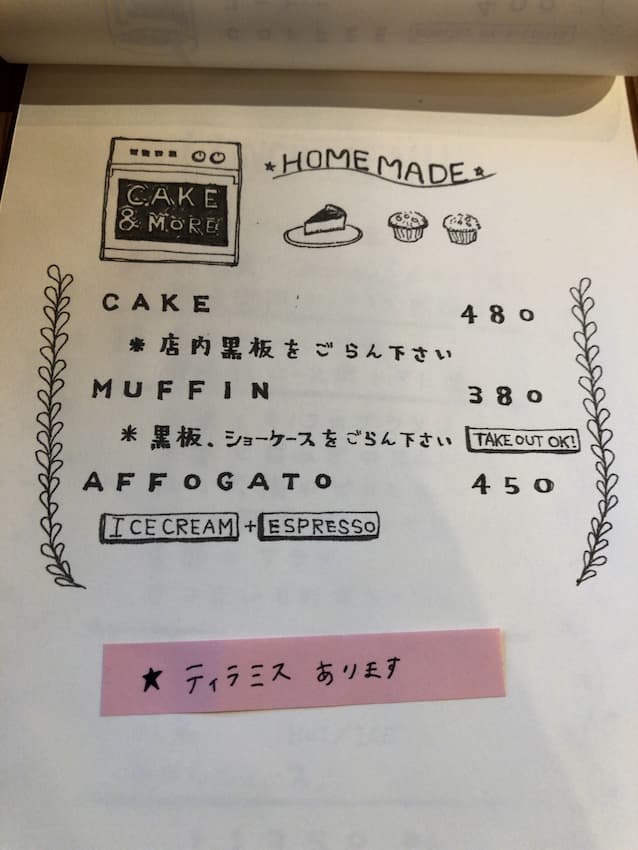 CAKE
& MORE
★HOMEMADE★
CAKE 480
＊店内黒板をごらん下さい
MUFFIN 380
＊黒板、ショーケースをごらん下さい TAKE OUT OK!
AFFOGATO 450
ICE CREAM + ESPRESSO
★ ティラミス あります